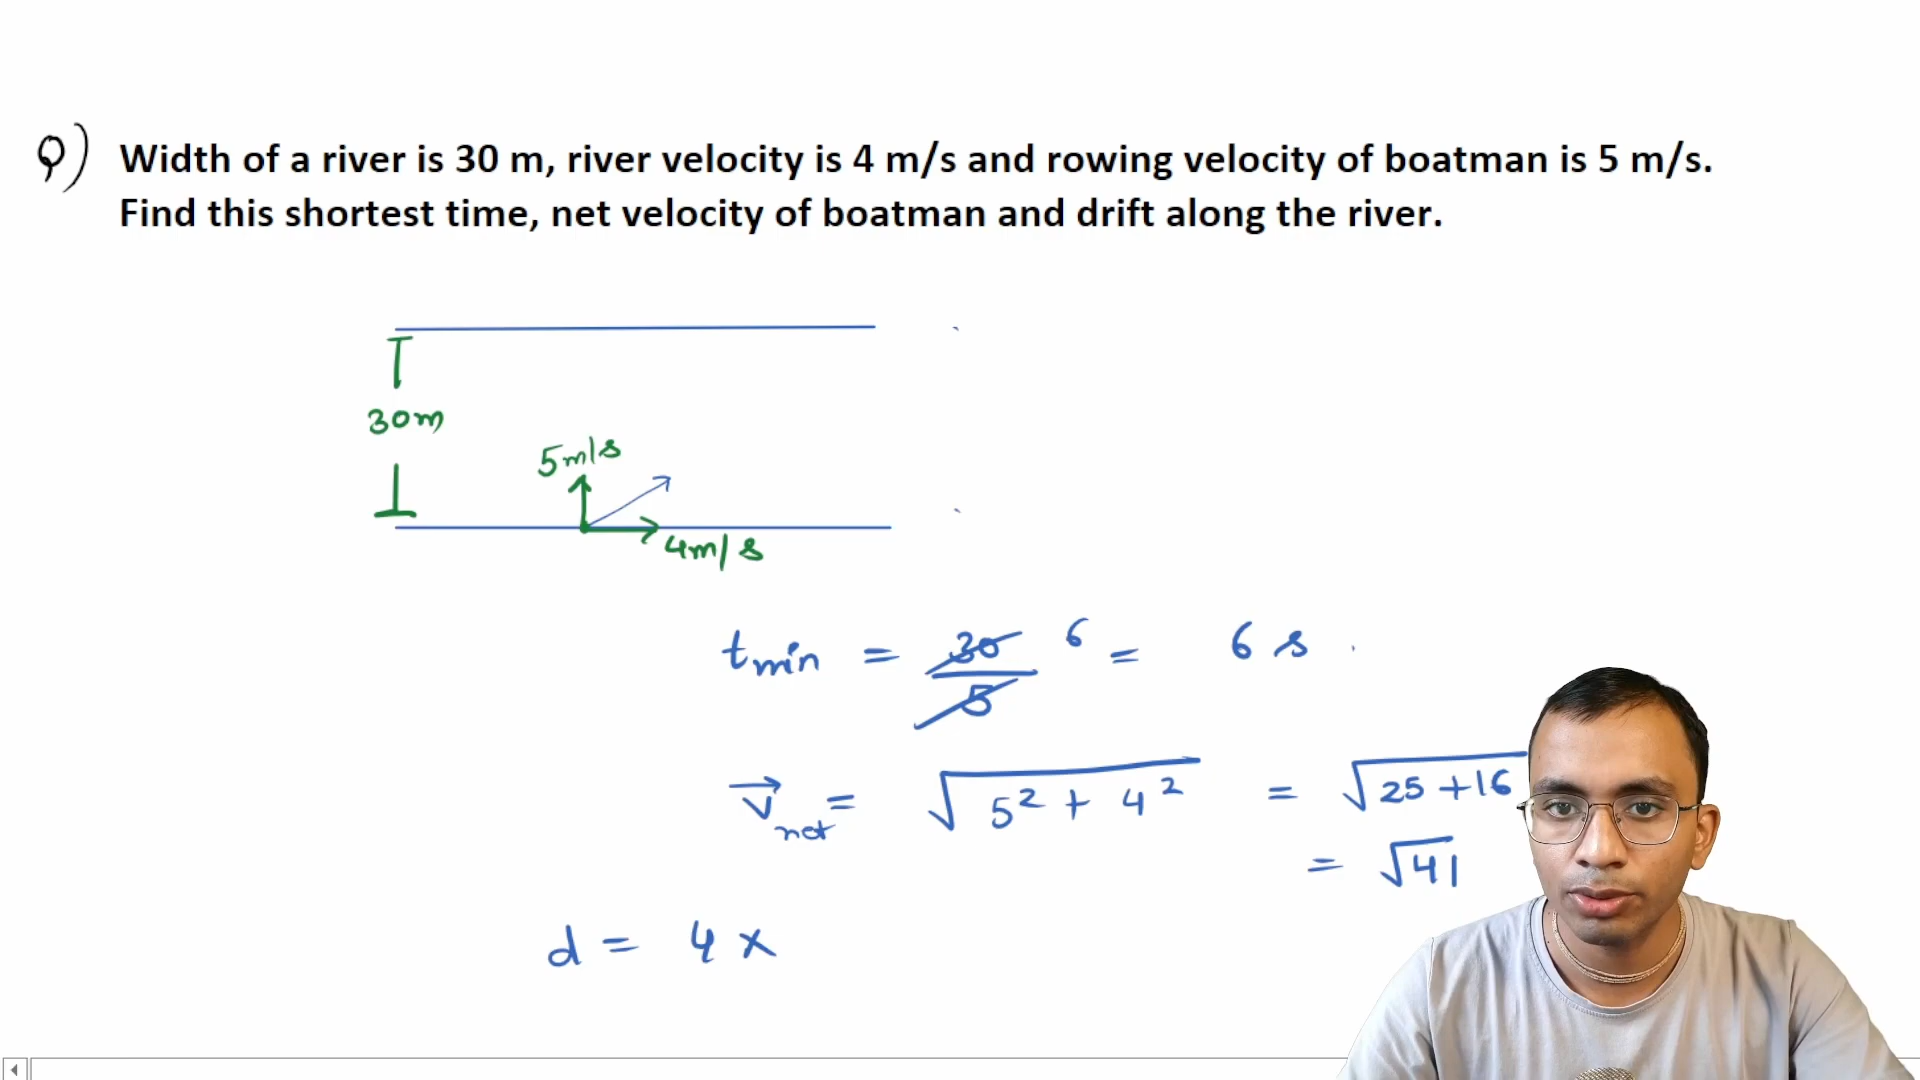 Q) Width of a river is 30 m, river velocity is 4 m/s and rowing velocity of boatman is 5 m/s.
Find this shortest time, net velocity of boatman and drift along the river.
30m
5m/s
4m/s
tmin = 30/5 6 = 6 s
V⃗net = √(5² + 4²) = √(25 + 16)
= √41
d = 4 ×